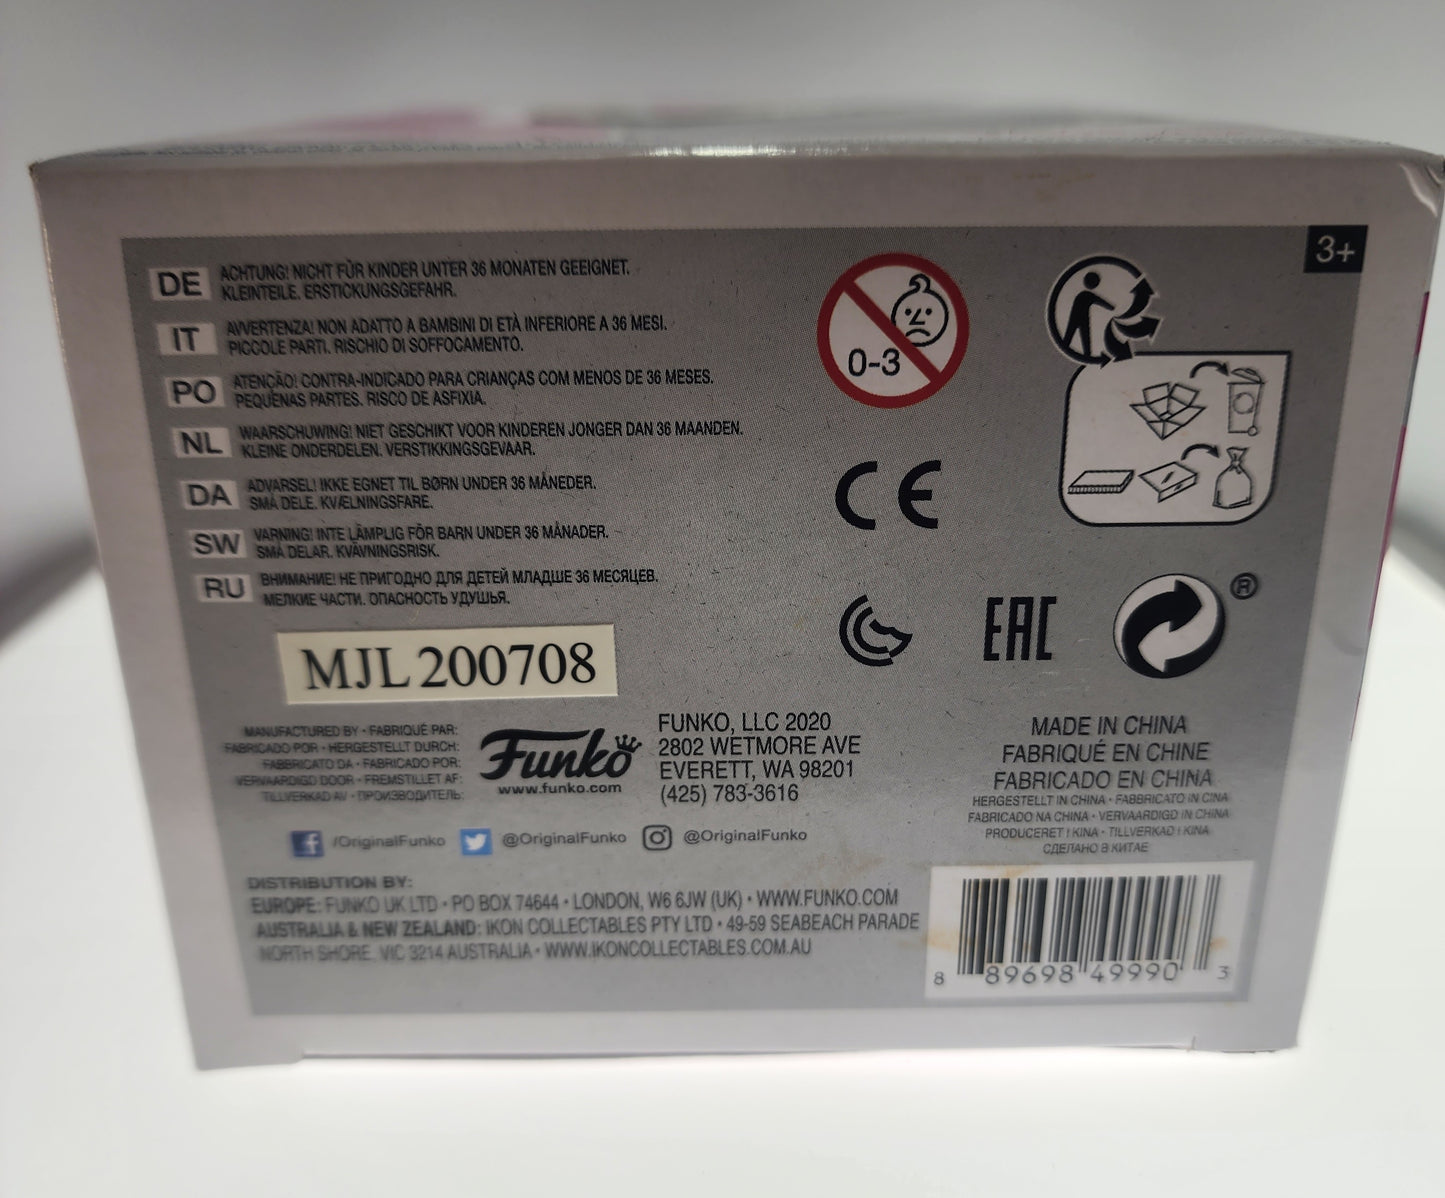 3+
DE ACHTUNG! NICHT FÜR KINDER UNTER 36 MONATEN GEEIGNET.
KLEINTEILE. ERSTICKUNGSGEFAHR.
IT AVVERTENZA! NON ADATTO A BAMBINI DI ETÀ INFERIORE A 36 MESI.
PICCOLE PARTI. RISCHIO DI SOFFOCAMENTO.
PO ATENÇÃO! CONTRA-INDICADO PARA CRIANÇAS COM MENOS DE 36 MESES.
PEQUENAS PARTES. RISCO DE ASFIXIA.
NL WAARSCHUWING! NIET GESCHIKT VOOR KINDEREN JONGER DAN 36 MAANDEN.
KLEINE ONDERDELEN. VERSTIKKINGSGEVAAR.
DA ADVARSEL! IKKE EGNET TIL BØRN UNDER 36 MÅNEDER.
SMÅ DELE. KVÆLNINGSFARE.
SW VARNING! INTE LÄMPLIG FÖR BARN UNDER 36 MÅNADER.
SMÅ DELAR. KVÄVNINGSRISK.
RU ВНИМАНИЕ! НЕ ПРИГОДНО ДЛЯ ДЕТЕЙ МЛАДШЕ 36 МЕСЯЦЕВ.
МЕЛКИЕ ЧАСТИ. ОПАСНОСТЬ УДУШЬЯ.
0-3
CE
EAC
®
MJL 200708
MANUFACTURED BY • FABRIQUÉ PAR:
FABRICADO POR • HERGESTELLT DURCH:
FABBRICATO DA • FABRICADO POR:
VERVAARDIGD DOOR • FREMSTILLET AF:
TILLVERKAD AV • ПРОИЗВОДИТЕЛЬ:
Funko
www.funko.com
FUNKO, LLC 2020
2802 WETMORE AVE
EVERETT, WA 98201
(425) 783-3616
MADE IN CHINA
FABRIQUÉ EN CHINE
FABRICADO EN CHINA
HERGESTELLT IN CHINA • FABBRICATO IN CINA
FABRICADO NA CHINA • VERVAARDIGD IN CHINA
PRODUCERET I KINA • TILLVERKAD I KINA
СДЕЛАНО В КИТАЕ
/OriginalFunko @OriginalFunko @OriginalFunko
DISTRIBUTION BY:
EUROPE: FUNKO UK LTD • PO BOX 74644 • LONDON, W6 6JW (UK) • WWW.FUNKO.COM
AUSTRALIA & NEW ZEALAND: IKON COLLECTABLES PTY LTD • 49-59 SEABEACH PARADE
NORTH SHORE, VIC 3214 AUSTRALIA • WWW.IKONCOLLECTABLES.COM.AU
8 89698 49990 3